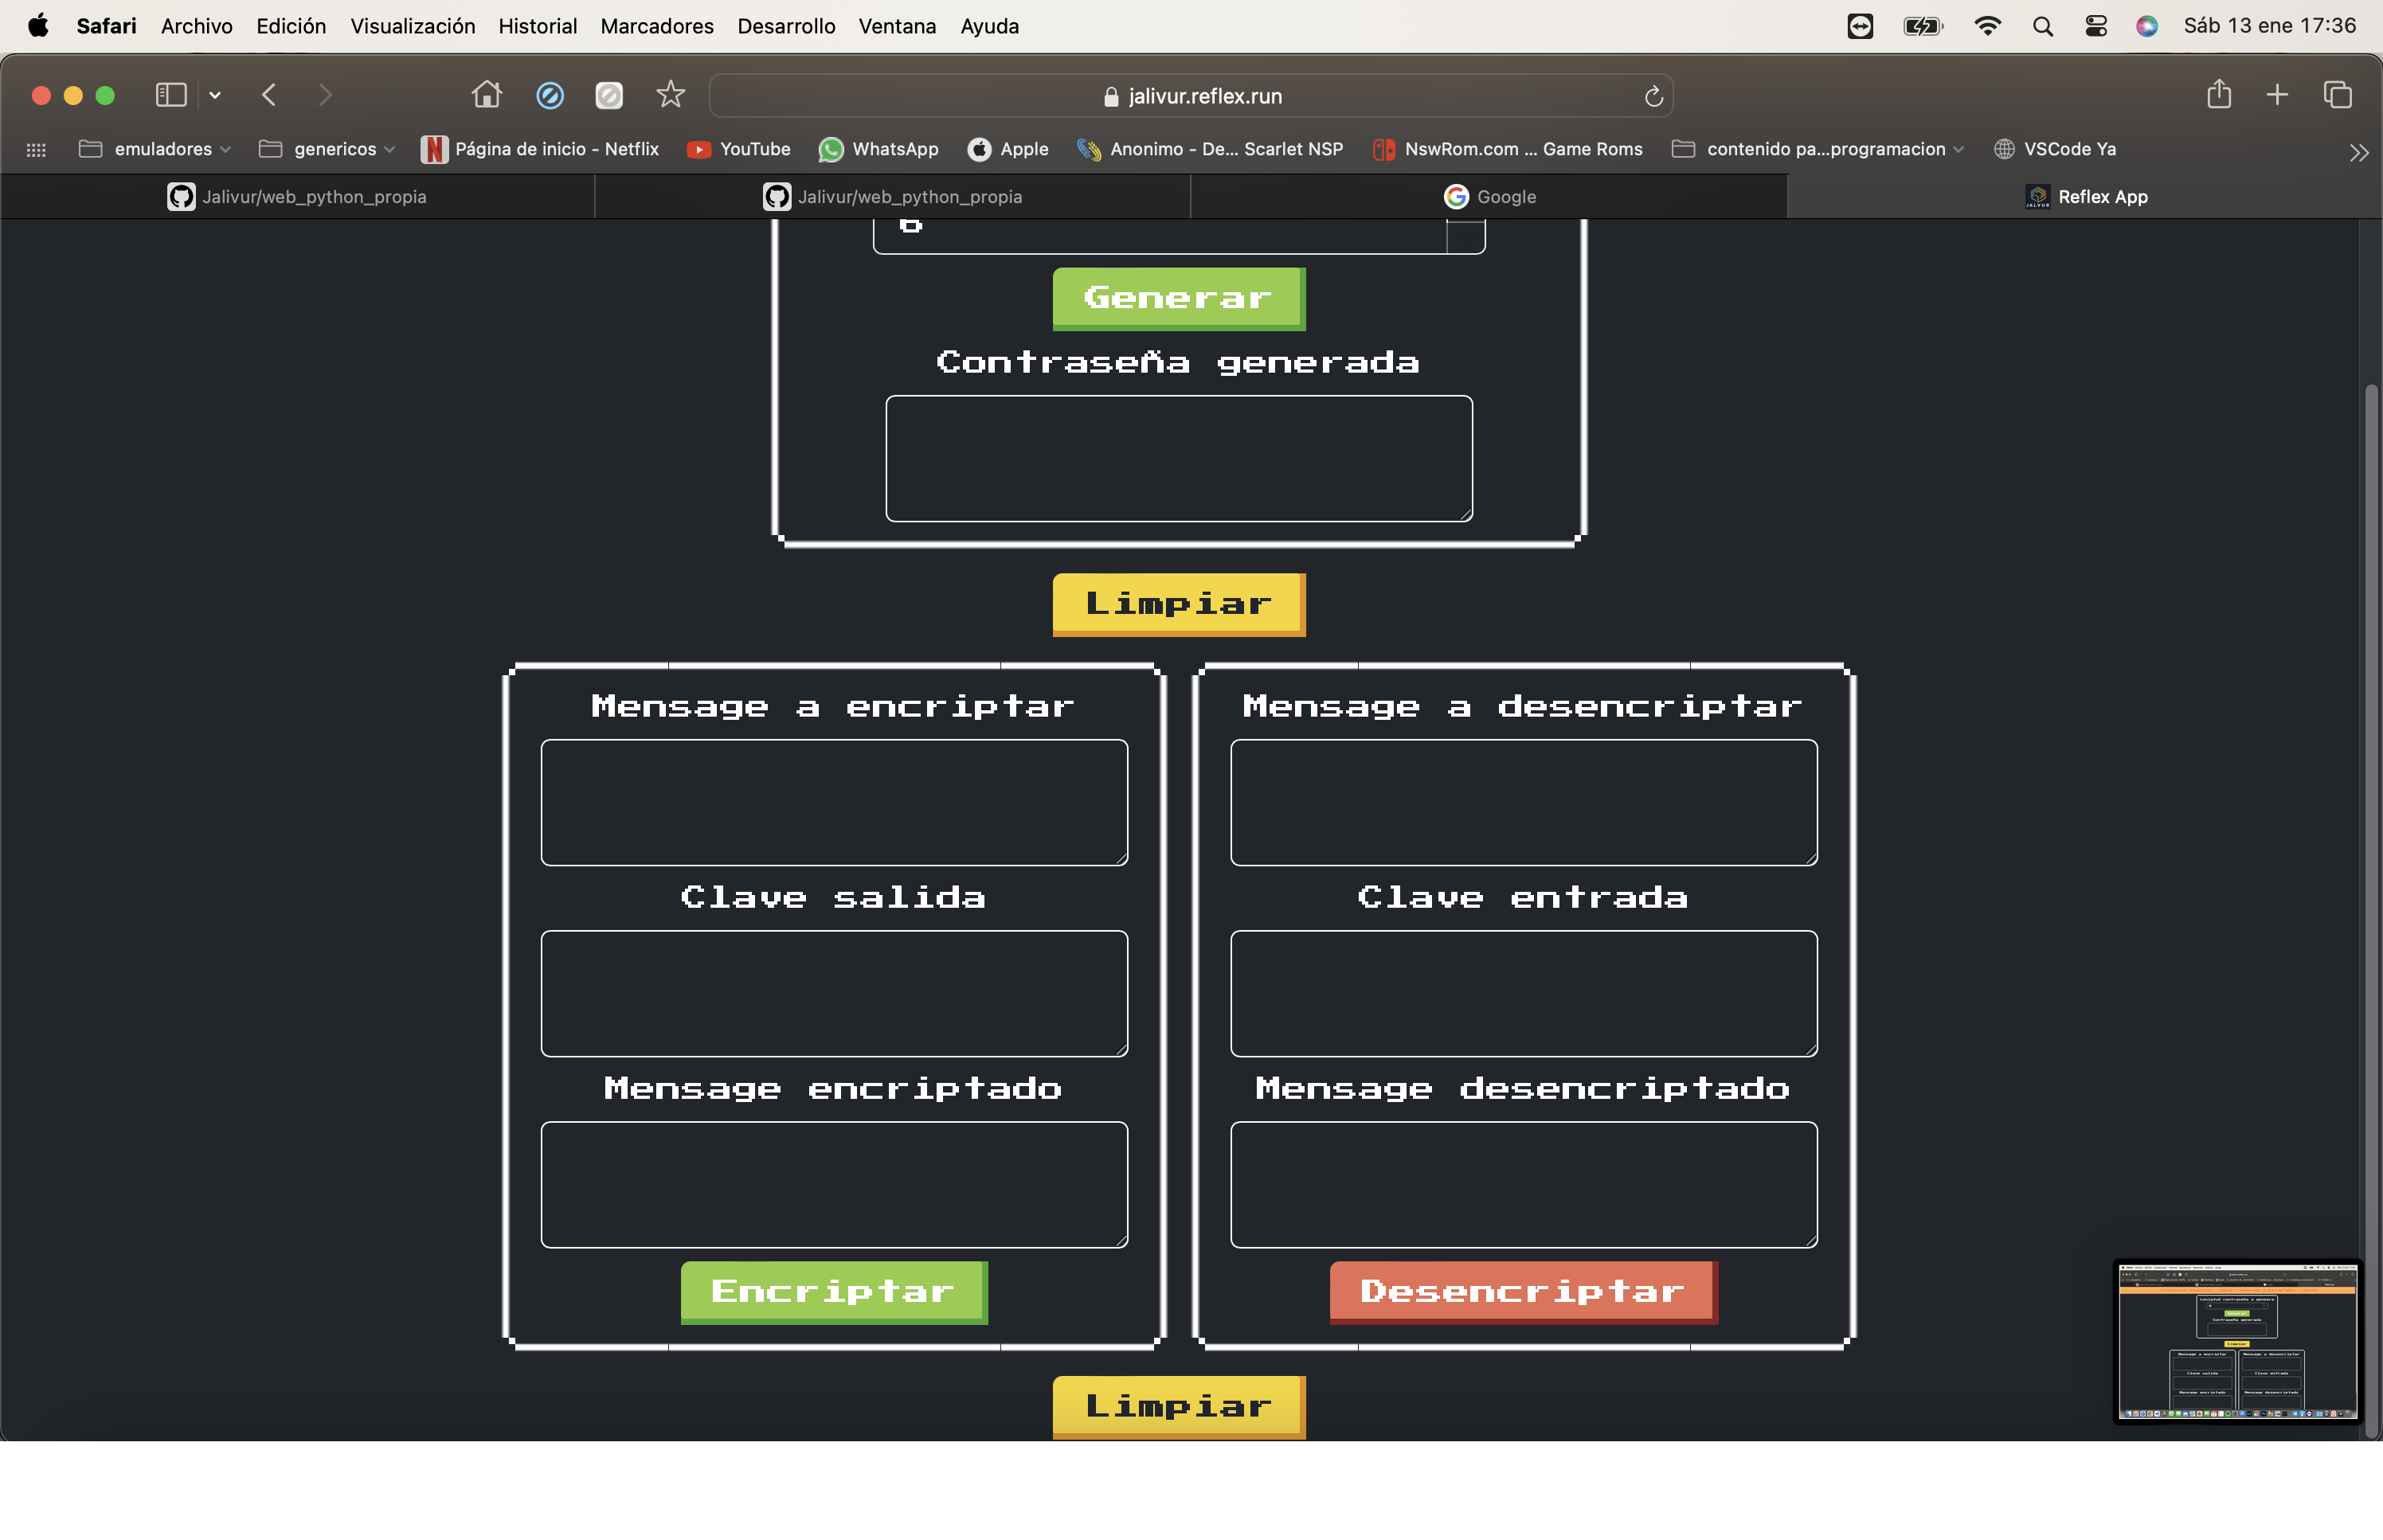 Safari Archivo Edición Visualización Historial Marcadores Desarrollo Ventana Ayuda Sáb 13 ene 17:36
jalivur.reflex.run
emuladores genericos Página de inicio - Netflix YouTube WhatsApp Apple Anonimo - De... Scarlet NSP NswRom.com ... Game Roms contenido pa...programacion VSCode Ya
Jalivur/web_python_propia Jalivur/web_python_propia Google Reflex App
Generar
Contraseña generada
Limpiar
Mensage a encriptar Mensage a desencriptar
Clave salida Clave entrada
Mensage encriptado Mensage desencriptado
Encriptar Desencriptar
Limpiar